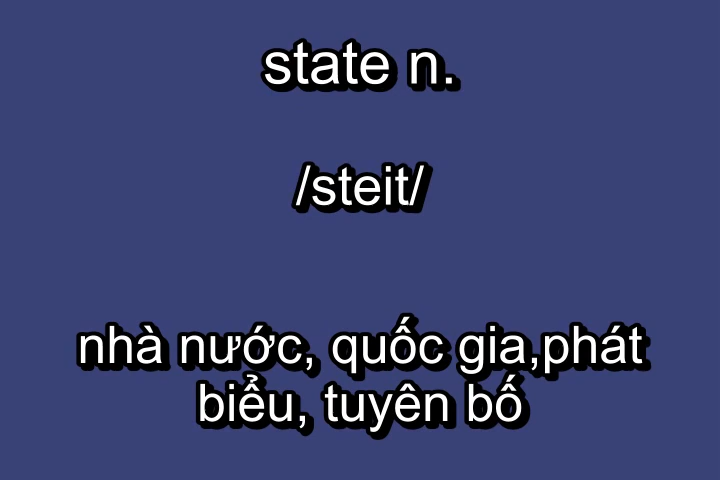 state n.
/steit/
nhà nước, quốc gia,phát
biểu, tuyên bố